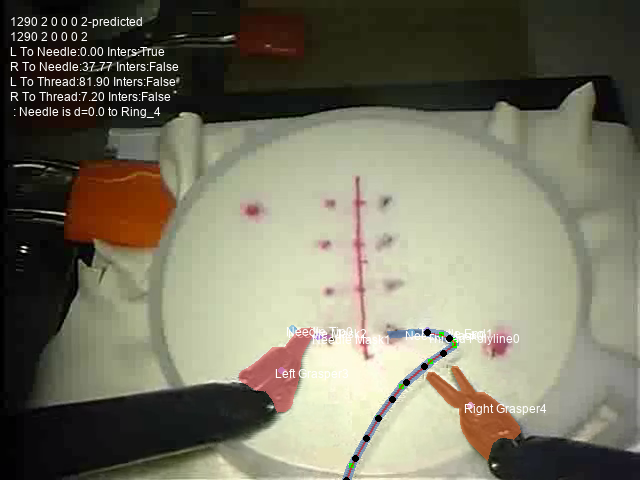 1290 2 0 0 0 2-predicted
1290 2 0 0 0 2
L To Needle:0.00 Inters:True
R To Needle:37.77 Inters:False
L To Thread:81.90 Inters:False
R To Thread:7.20 Inters:False
: Needle is d=0.0 to Ring_4
Left Grasper
Right Grasper4